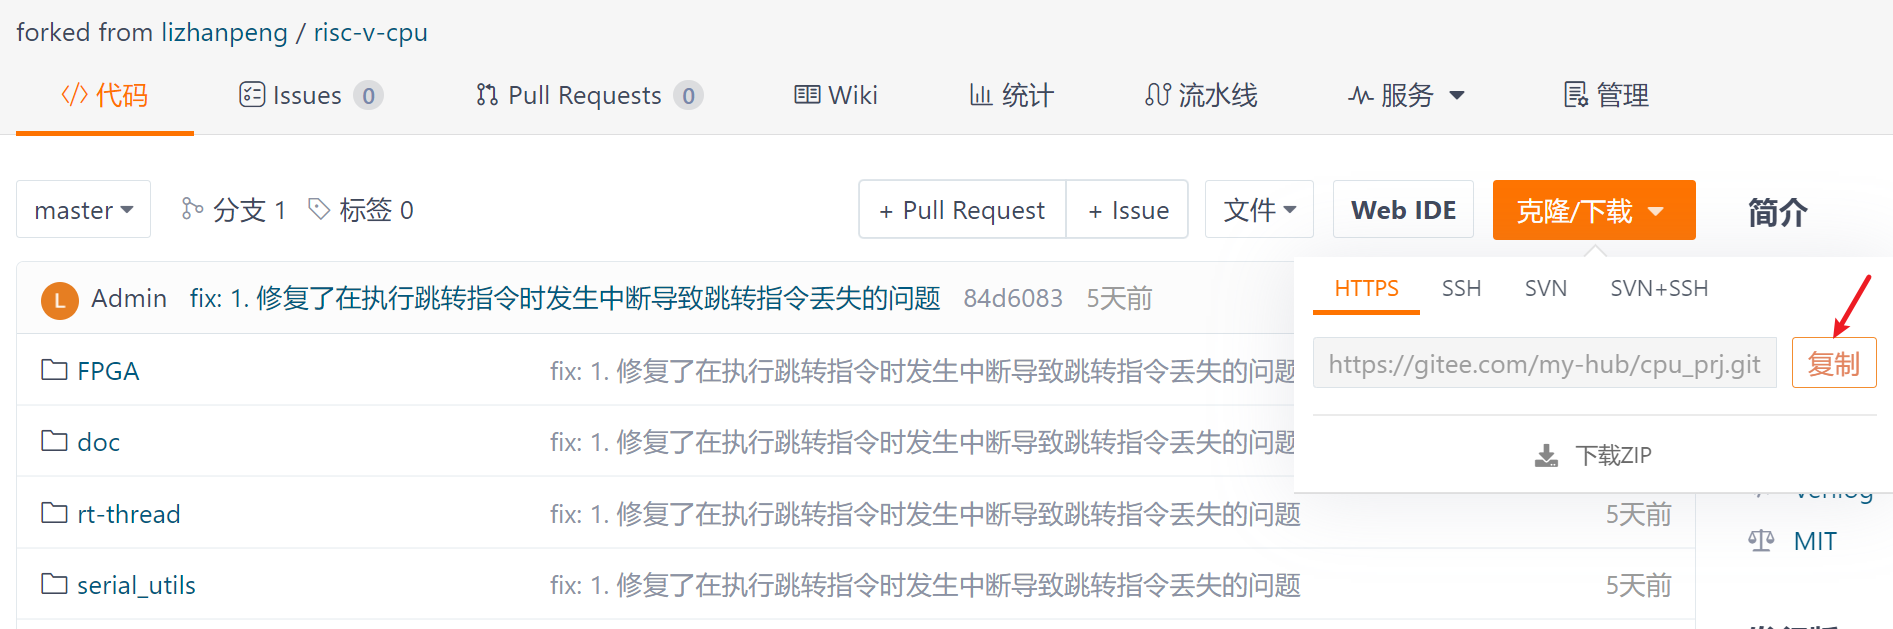 forked from lizhanpeng / risc-v-cpu
</> 代码 Issues 0 Pull Requests 0 Wiki 统计 流水线 服务 管理
master 分支 1 标签 0 + Pull Request + Issue 文件 Web IDE 克隆/下载 简介
L Admin fix: 1. 修复了在执行跳转指令时发生中断导致跳转指令丢失的问题 84d6083 5天前
HTTPS SSH SVN SVN+SSH
https://gitee.com/my-hub/cpu_prj.git 复制
下载ZIP
FPGA fix: 1. 修复了在执行跳转指令时发生中断导致跳转指令丢失的问题
doc fix: 1. 修复了在执行跳转指令时发生中断导致跳转指令丢失的问题
Verilog
rt-thread fix: 1. 修复了在执行跳转指令时发生中断导致跳转指令丢失的问题 5天前
MIT
serial_utils fix: 1. 修复了在执行跳转指令时发生中断导致跳转指令丢失的问题 5天前